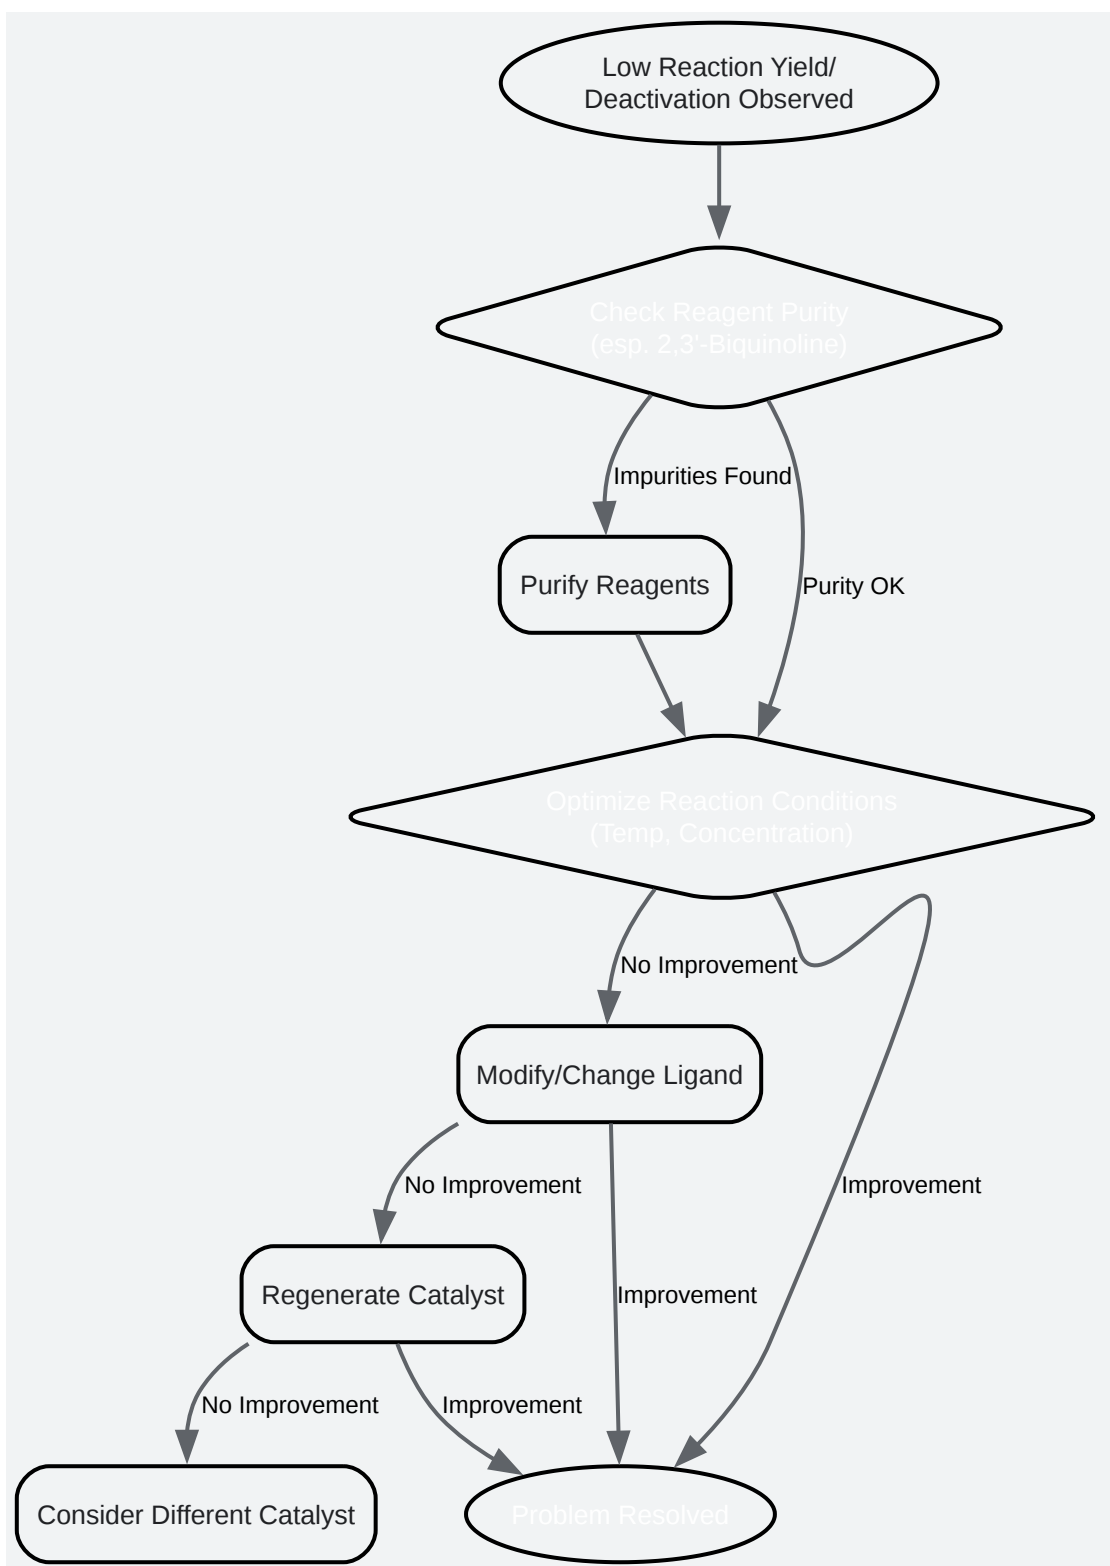 Low Reaction Yield/
Deactivation Observed
Check Reagent Purity
(esp. 2,3'-Biquinoline)
Impurities Found
Purify Reagents
Purity OK
Optimize Reaction Conditions
(Temp, Concentration)
No Improvement
Modify/Change Ligand
No Improvement
Improvement
Regenerate Catalyst
Improvement
No Improvement
Improvement
Consider Different Catalyst
Problem Resolved